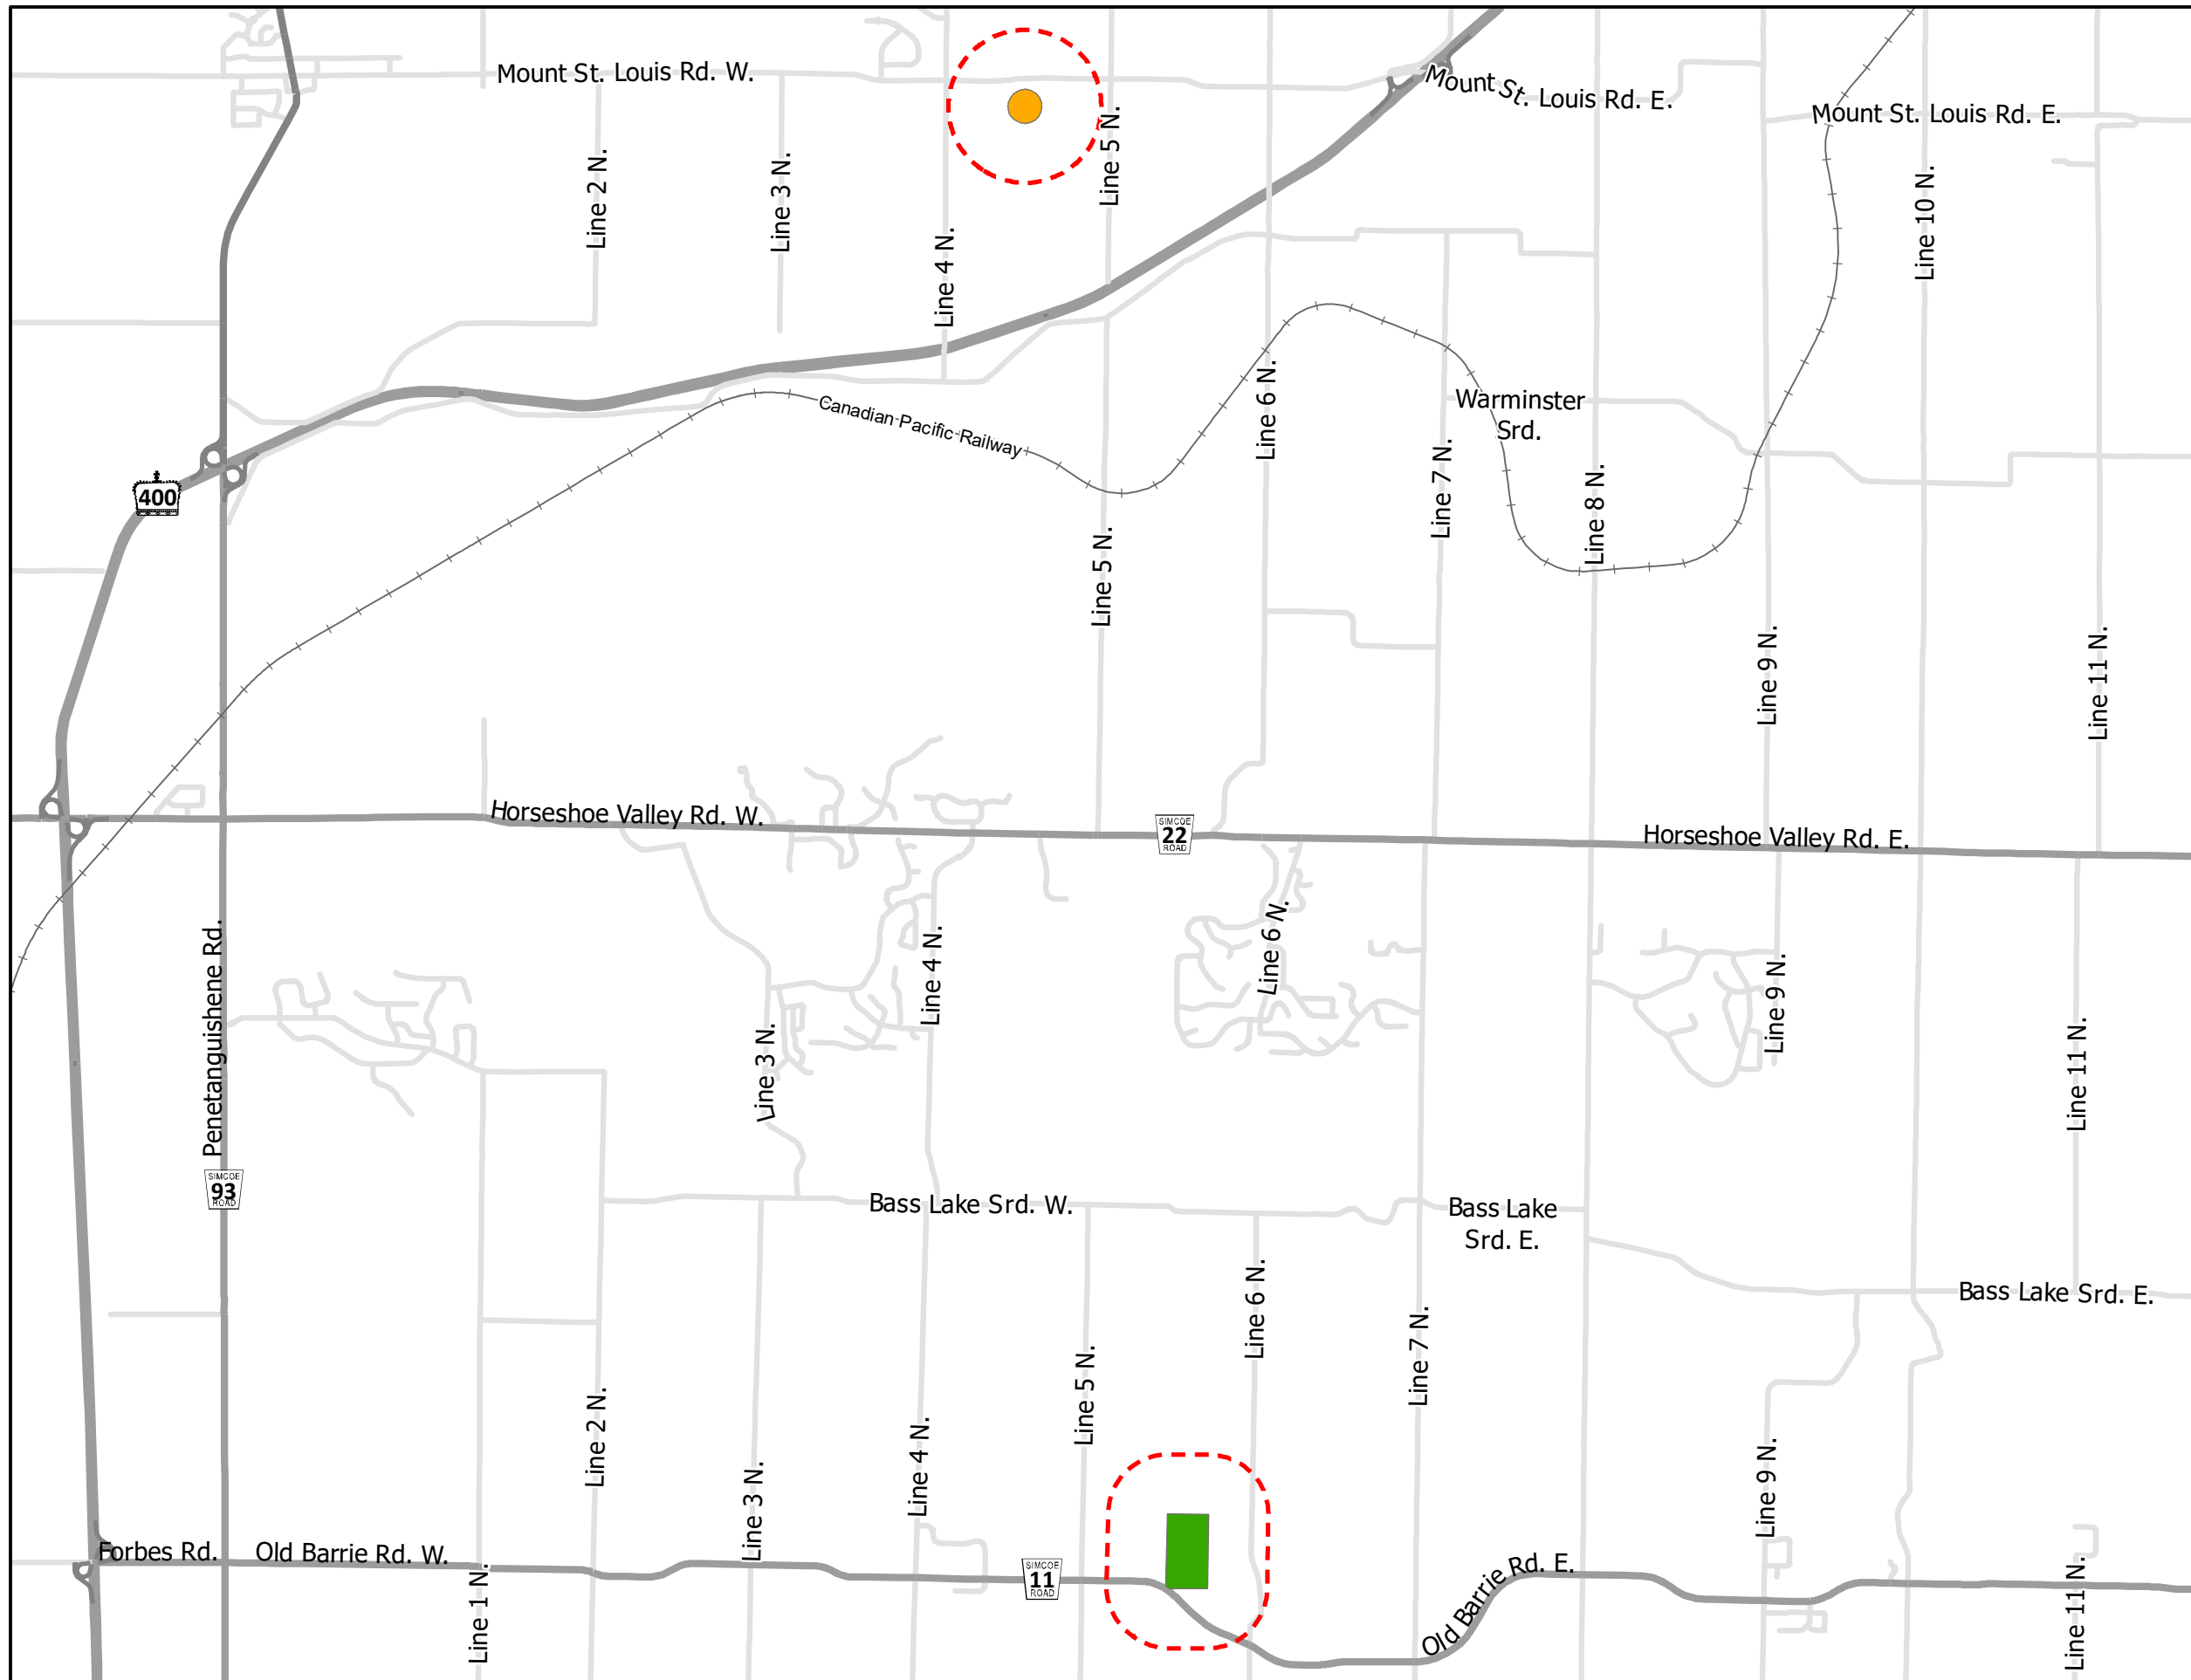 Mount St. Louis Rd. W.
Mount St. Louis Rd. E.
Mount St. Louis Rd. E.
Line 2 N.
Line 3 N.
Line 4 N.
Line 5 N.
Line 10 N.
Canadian Pacific Railway
Line 6 N.
Warminster
Srd.
Line 7 N.
Line 8 N.
400
Line 5 N.
Line 9 N.
Line 11 N.
Horseshoe Valley Rd. W.
SIMCOE
22
ROAD
Horseshoe Valley Rd. E.
Penetanguishene Rd.
Line 3 N.
Line 4 N.
Line 6 N.
Line 9 N.
Line 11 N.
SIMCOE
93
ROAD
Bass Lake Srd. W.
Bass Lake
Srd. E.
Bass Lake Srd. E.
Line 2 N.
Line 3 N.
Line 4 N.
Line 5 N.
Line 6 N.
Line 7 N.
Line 9 N.
Forbes Rd.
Old Barrie Rd. W.
Line 1 N.
SIMCOE
11
ROAD
Old Barrie Rd. E.
Line 11 N.